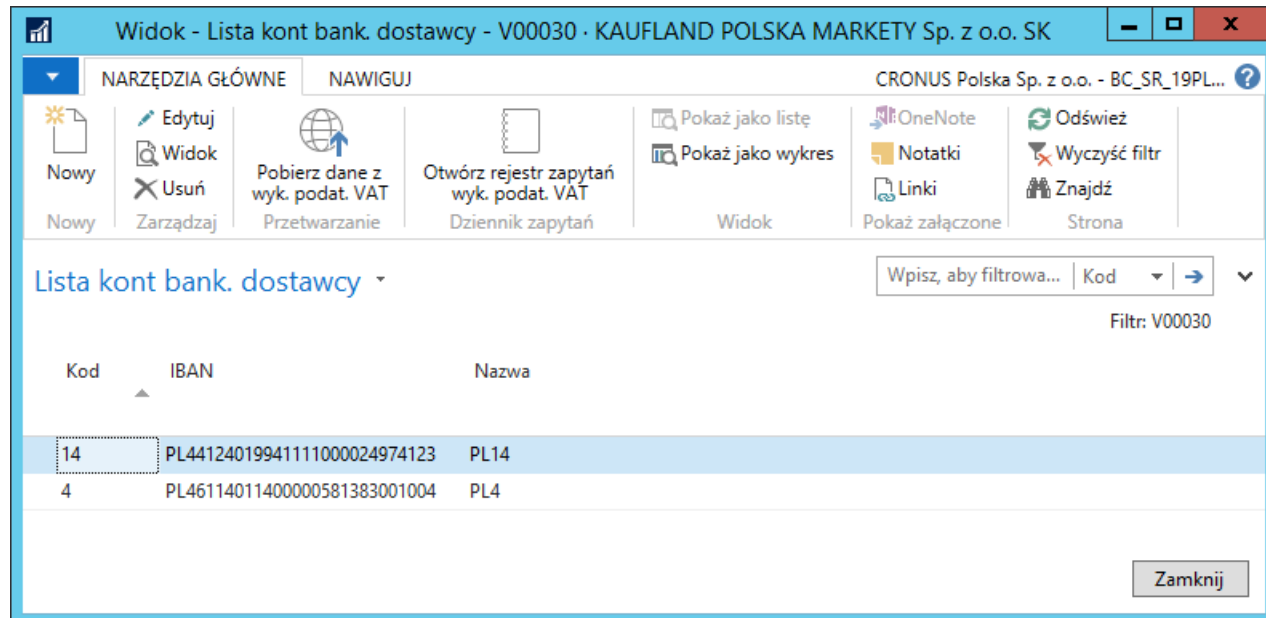 Widok - Lista kont bank. dostawcy - V00030 · KAUFLAND POLSKA MARKETY Sp. z o.o. SK
NARZĘDZIA GŁÓWNE NAWIGUJ CRONUS Polska Sp. z o.o. - BC_SR_19PL...
Nowy
Nowy
Edytuj
Widok
Usuń
Zarządzaj
Pobierz dane z
wyk. podat. VAT
Przetwarzanie
Otwórz rejestr zapytań
wyk. podat. VAT
Dziennik zapytań
Pokaż jako listę
Pokaż jako wykres
Widok
OneNote
Notatki
Linki
Pokaż załączone
Odśwież
Wyczyść filtr
Znajdź
Strona
Lista kont bank. dostawcy
Wpisz, aby filtrowa... Kod
Filtr: V00030
Kod IBAN Nazwa
14 PL44124019941111000024974123 PL14
4 PL46114011400000581383001004 PL4
Zamknij